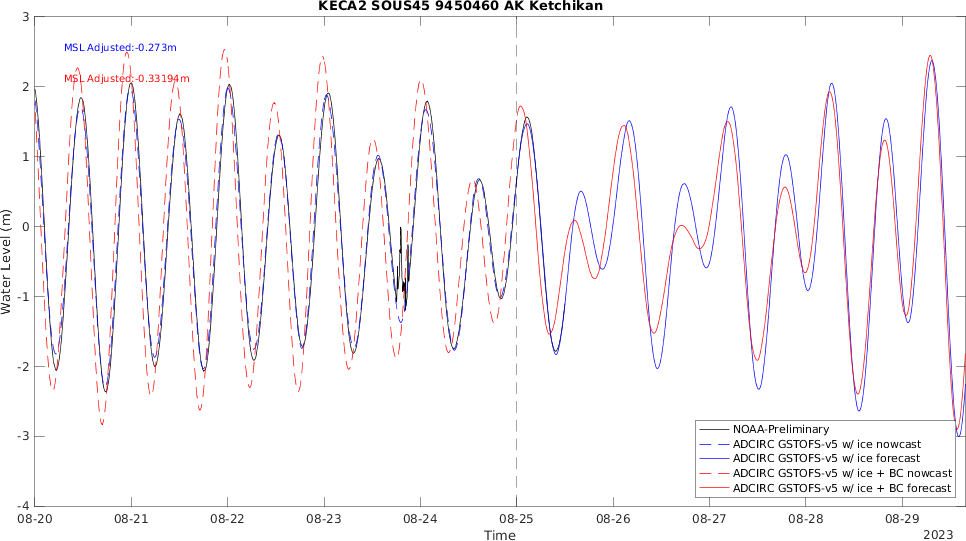 KECA2 SOUS45 9450460 AK Ketchikan
MSL Adjusted:-0.273m
MSL Adjusted:-0.33194m
Water Level (m)
3
2
1
0
-1
-2
-3
-4
NOAA-Preliminary
ADCIRC GSTOFS-v5 w/ ice nowcast
ADCIRC GSTOFS-v5 w/ ice forecast
ADCIRC GSTOFS-v5 w/ ice + BC nowcast
ADCIRC GSTOFS-v5 w/ ice + BC forecast
08-20 08-21 08-22 08-23 08-24 08-25 08-26 08-27 08-28 08-29
Time
2023